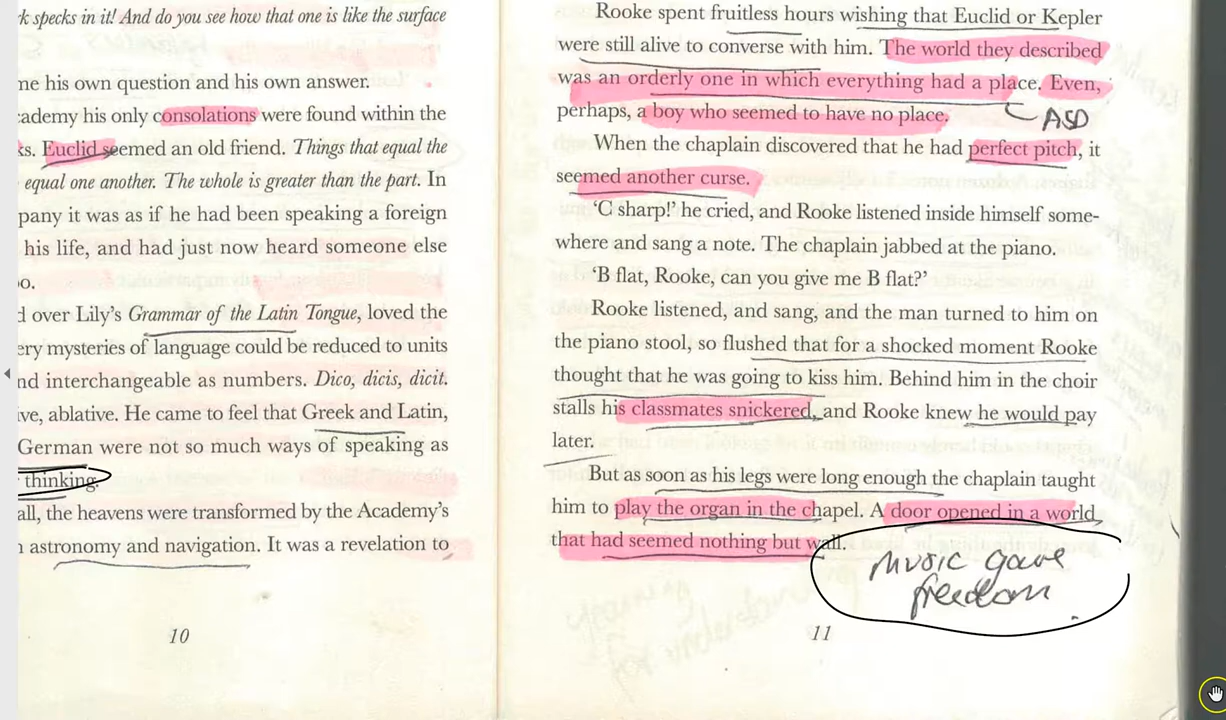 k specks in it! And do you see how that one is like the surface
ne his own question and his own answer.
cademy his only consolations were found within the
ks. Euclid seemed an old friend. Things that equal the
equal one another. The whole is greater than the part. In
pany it was as if he had been speaking a foreign
his life, and had just now heard someone else
o.
d over Lily's Grammar of the Latin Tongue, loved the
ery mysteries of language could be reduced to units
nd interchangeable as numbers. Dico, dicis, dicit.
ive, ablative. He came to feel that Greek and Latin,
German were not so much ways of speaking as
thinking.
all, the heavens were transformed by the Academy's
n astronomy and navigation. It was a revelation to
10
Rooke spent fruitless hours wishing that Euclid or Kepler
were still alive to converse with him. The world they described
was an orderly one in which everything had a place. Even,
perhaps, a boy who seemed to have no place.
ASD
When the chaplain discovered that he had perfect pitch, it
seemed another curse.
‘C sharp!’ he cried, and Rooke listened inside himself some-
where and sang a note. The chaplain jabbed at the piano.
‘B flat, Rooke, can you give me B flat?’
Rooke listened, and sang, and the man turned to him on
the piano stool, so flushed that for a shocked moment Rooke
thought that he was going to kiss him. Behind him in the choir
stalls his classmates snickered, and Rooke knew he would pay
later.
But as soon as his legs were long enough the chaplain taught
him to play the organ in the chapel. A door opened in a world
that had seemed nothing but wall.
music gave
freedom
11